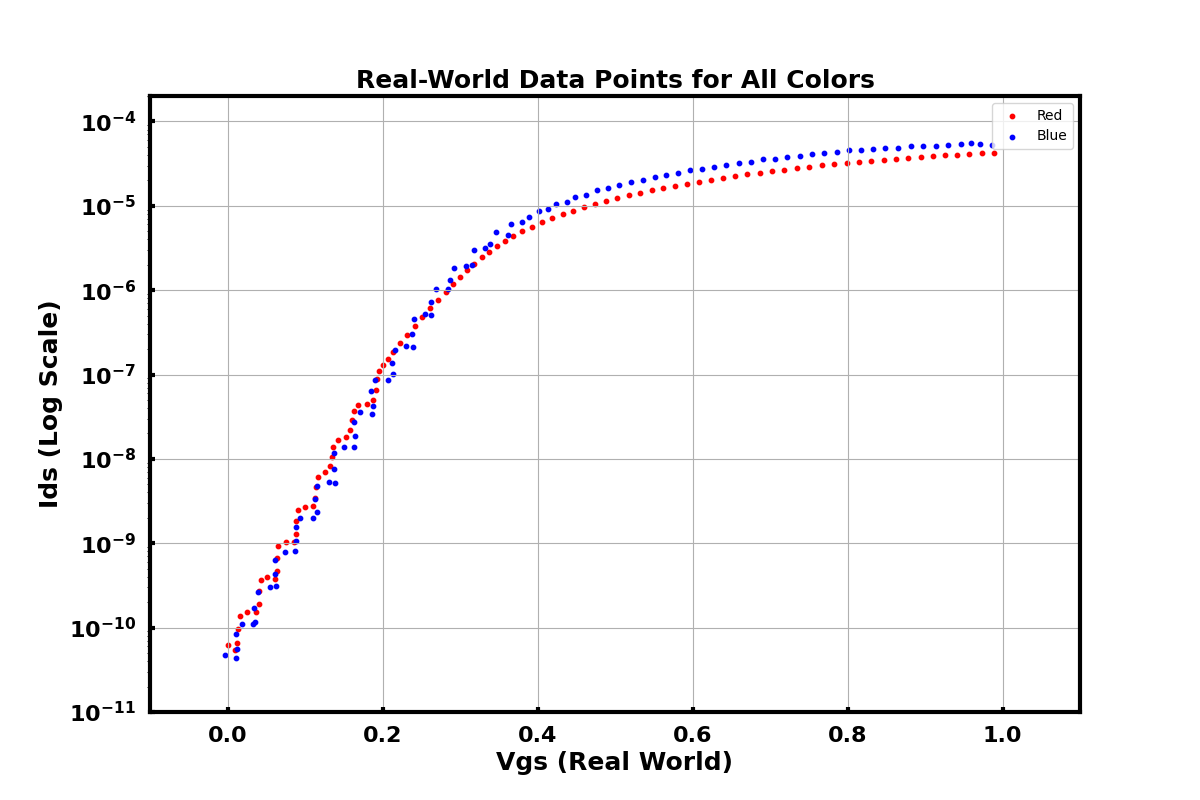 Real-World Data Points for All Colors
Red
Blue
Ids (Log Scale)
10⁻⁴
10⁻⁵
10⁻⁶
10⁻⁷
10⁻⁸
10⁻⁹
10⁻¹⁰
10⁻¹¹
0.0 0.2 0.4 0.6 0.8 1.0
Vgs (Real World)